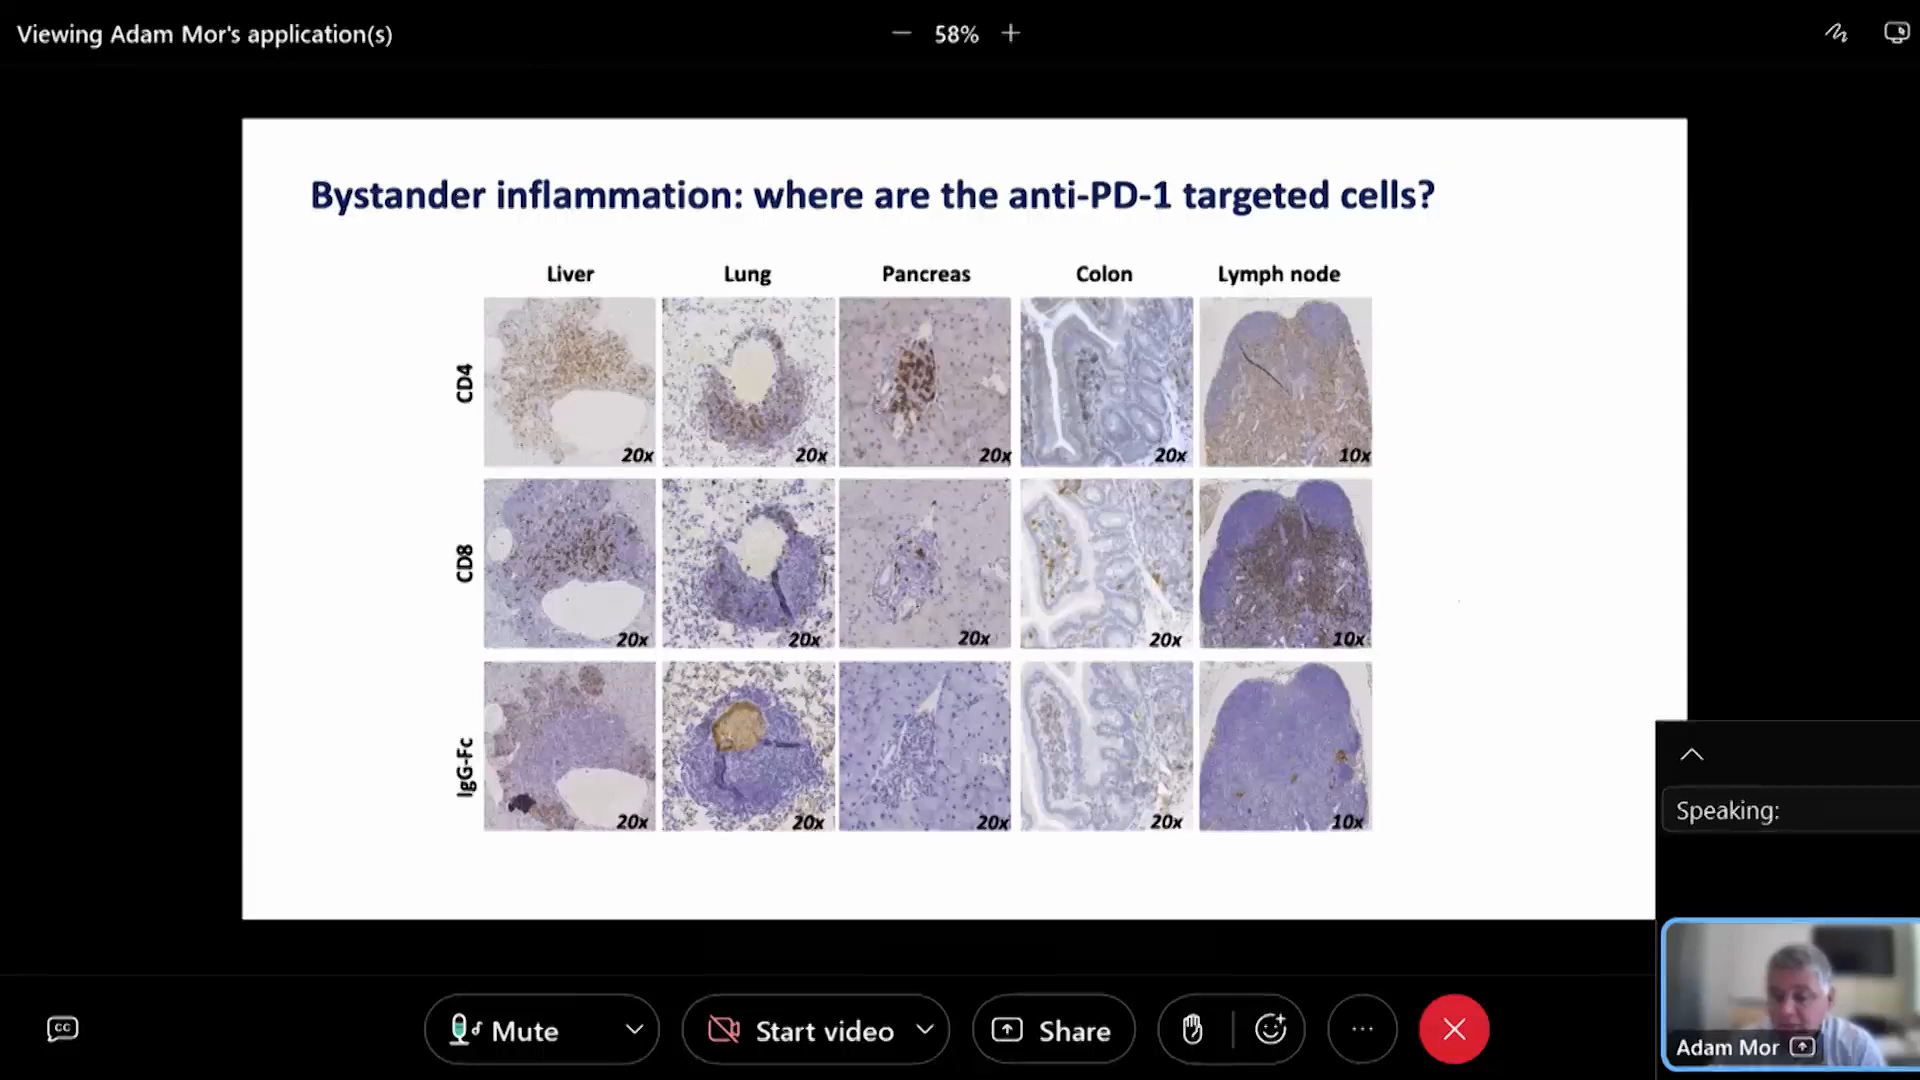 Viewing Adam Mor's application(s)
58%
Bystander inflammation: where are the anti-PD-1 targeted cells?
Liver Lung Pancreas Colon Lymph node
CD4
20x 20x 20x 20x 10x
CD8
20x 20x 20x 20x 10x
IgG-Fc
20x 20x 20x 20x 10x
Speaking:
Adam Mor
CC
Mute
Start video
Share